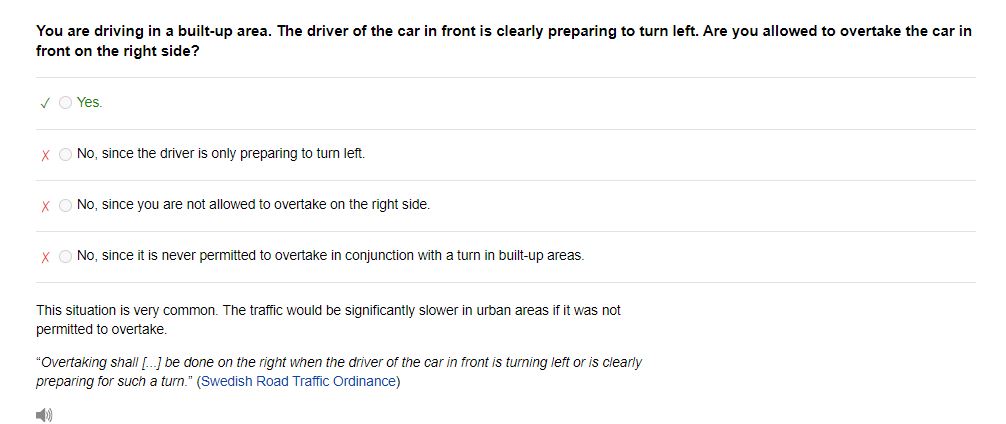 You are driving in a built-up area. The driver of the car in front is clearly preparing to turn left. Are you allowed to overtake the car in
front on the right side?
✓ Yes.
X No, since the driver is only preparing to turn left.
X No, since you are not allowed to overtake on the right side.
X No, since it is never permitted to overtake in conjunction with a turn in built-up areas.
This situation is very common. The traffic would be significantly slower in urban areas if it was not
permitted to overtake.
“Overtaking shall [...] be done on the right when the driver of the car in front is turning left or is clearly
preparing for such a turn.” (Swedish Road Traffic Ordinance)